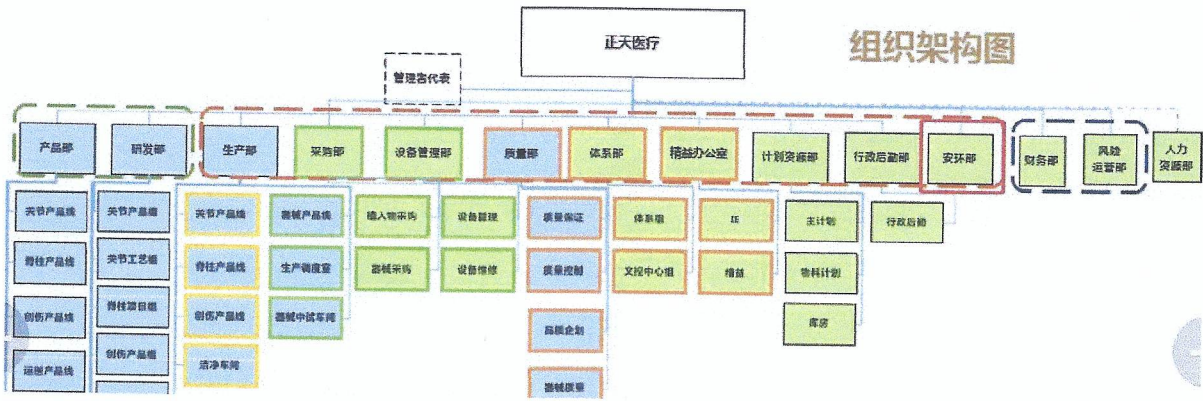 正天医疗
组织架构图
管理者代表
产品部
研发部
生产部
采购部
设备管理部
质量部
体系部
精益办公室
计划资源部
行政后勤部
安环部
财务部
风险
运营部
人力
资源部
关节产品线
关节产品组
关节产品线
器械产品线
植入物采购
设备管理
质量保证
体系组
IE
主计划
行政后勤
脊柱产品线
关节工艺组
脊柱产品线
生产调度室
器械采购
设备维修
质量控制
文控中心组
精益
物料计划
创伤产品线
脊柱项目组
创伤产品线
器械中试车间
品质企划
库房
运医产品线
创伤产品组
洁净车间
器械质量